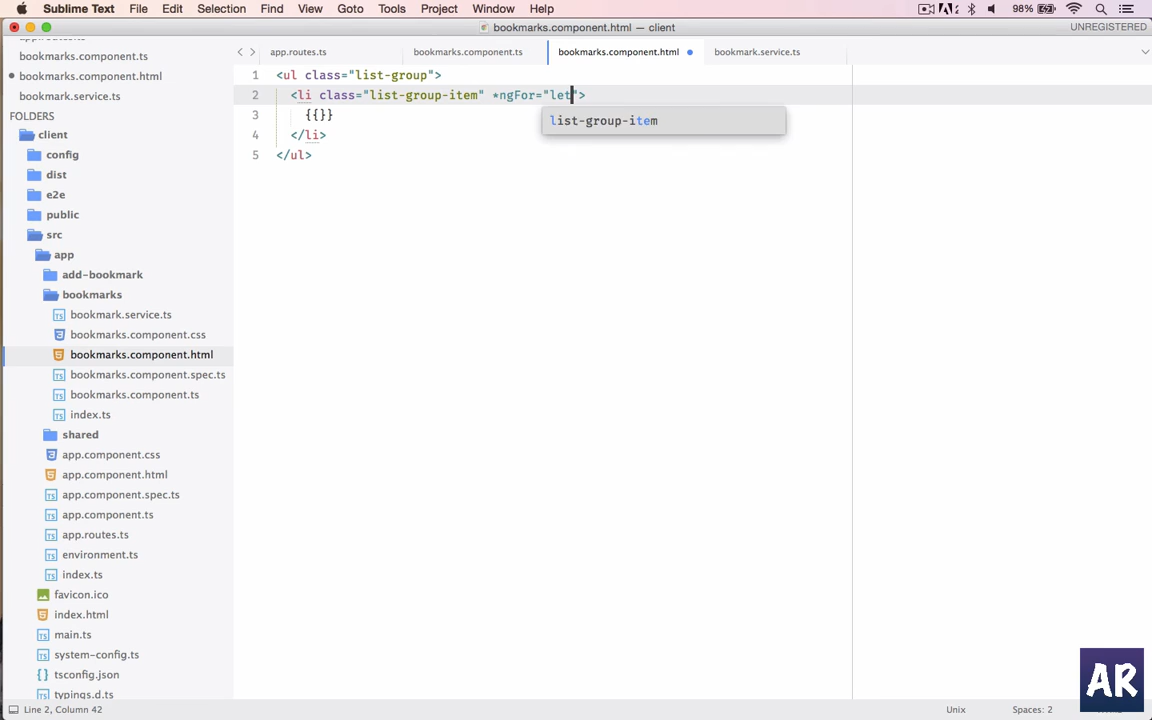 Sublime Text File Edit Selection Find View Goto Tools Project Window Help 2 98%
bookmarks.component.html — client UNREGISTERED
app.routes.ts
bookmarks.component.ts
bookmarks.component.html
bookmark.service.ts
FOLDERS
client
config
dist
e2e
public
src
app
add-bookmark
bookmarks
bookmark.service.ts
bookmarks.component.css
bookmarks.component.html
bookmarks.component.spec.ts
bookmarks.component.ts
index.ts
shared
app.component.css
app.component.html
app.component.spec.ts
app.component.ts
app.routes.ts
environment.ts
index.ts
favicon.ico
index.html
main.ts
system-config.ts
tsconfig.json
typings.d.ts
app.routes.ts bookmarks.component.ts bookmarks.component.html bookmark.service.ts
1 <ul class="list-group">
2 <li class="list-group-item" *ngFor="let">
list-group-item
3 {{}}
4 </li>
5 </ul>
AR
Line 2, Column 42 Unix Spaces: 2